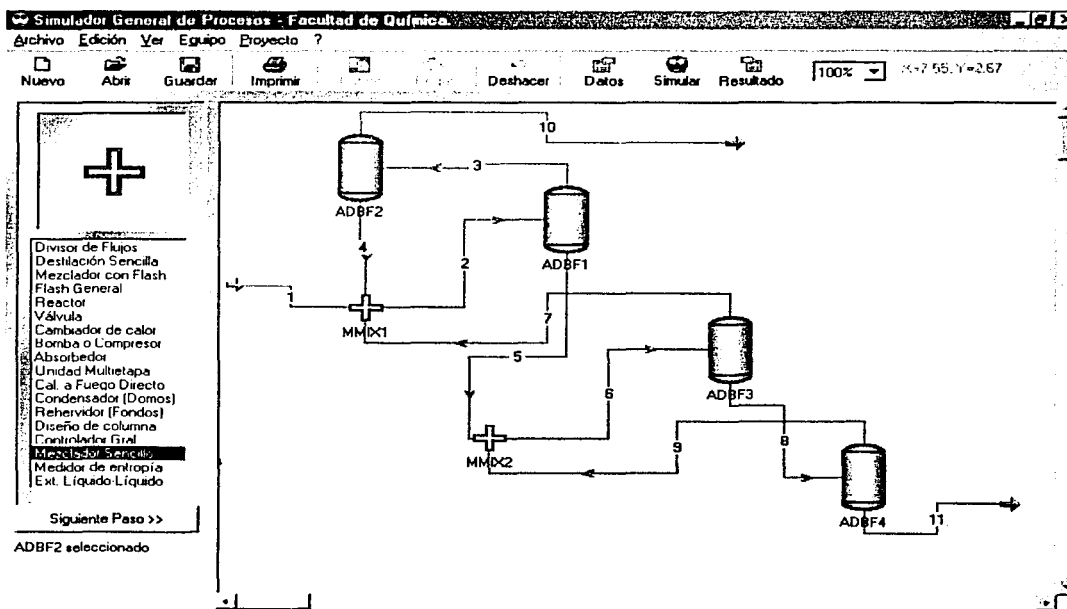 Simulador General de Procesos - Facultad de Química.
Archivo Edición Ver Equipo Proyecto ?
Nuevo Abrir Guardar Imprimir Deshacer Datos Simular Resultado 100% X=7.55, Y=2.67
10
3
ADBF2
ADBF1
4
2
1
7
MMIX1
5
6
ADBF3
9
8
MMIX2
ADBF4
11
Divisor de Flujos
Destilación Sencilla
Mezclador con Flash
Flash General
Reactor
Válvula
Cambiador de calor
Bomba o Compresor
Absorbedor
Unidad Multietapa
Cal. a Fuego Directo
Condensador (Domos)
Rehervidor (Fondos)
Diseño de columna
Controlador Gral
Mezclador Sencillo
Medidor de entropía
Ext. Líquido-Líquido
Siguiente Paso >>
ADBF2 seleccionado